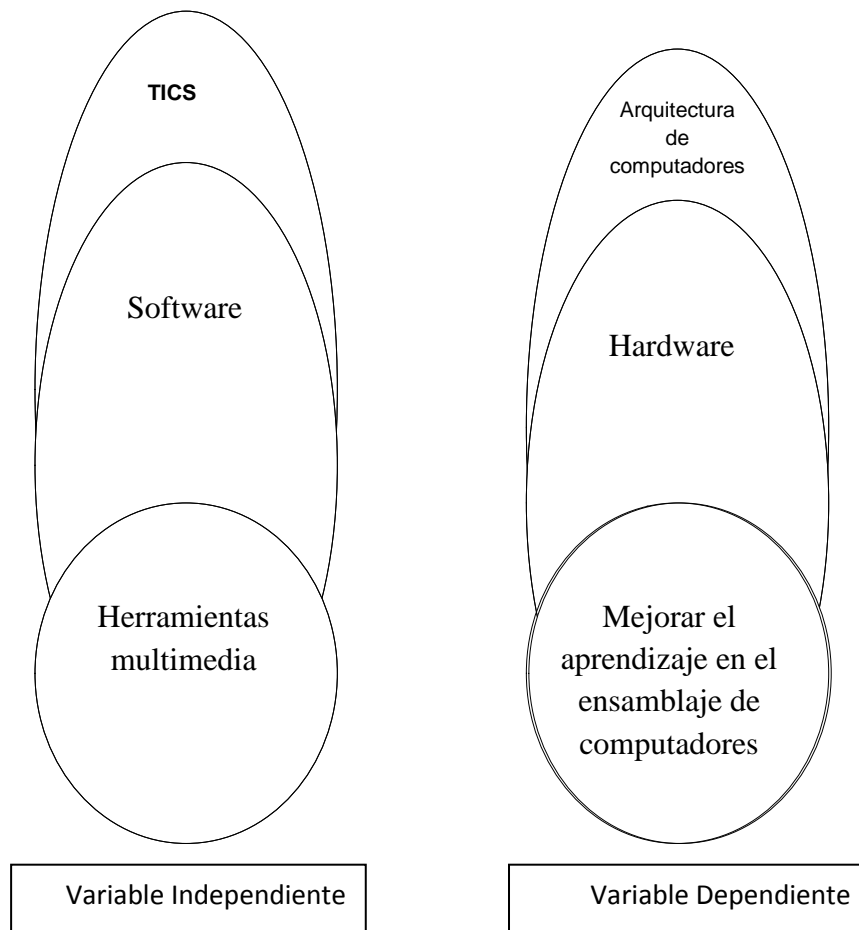 TICS
Software
Herramientas
multimedia
Variable Independiente
Arquitectura
de
computadores
Hardware
Mejorar el
aprendizaje en el
ensamblaje de
computadores
Variable Dependiente